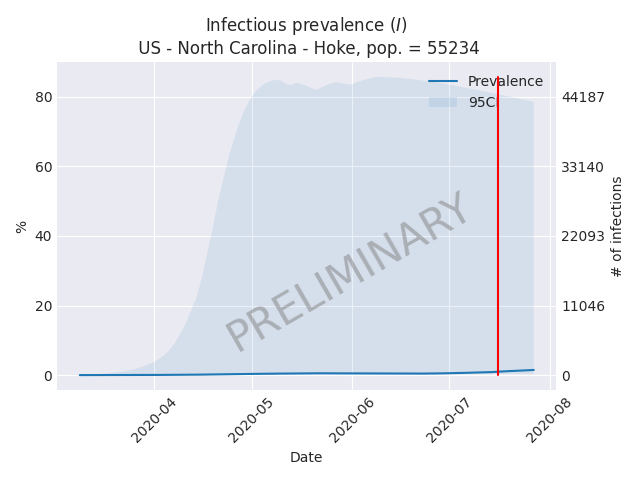 Infectious prevalence (I)
US - North Carolina - Hoke, pop. = 55234
Prevalence
95CI
80
60
40
20
0
%
44187
33140
22093
11046
0
# of infections
PRELIMINARY
2020-04
2020-05
2020-06
2020-07
2020-08
Date